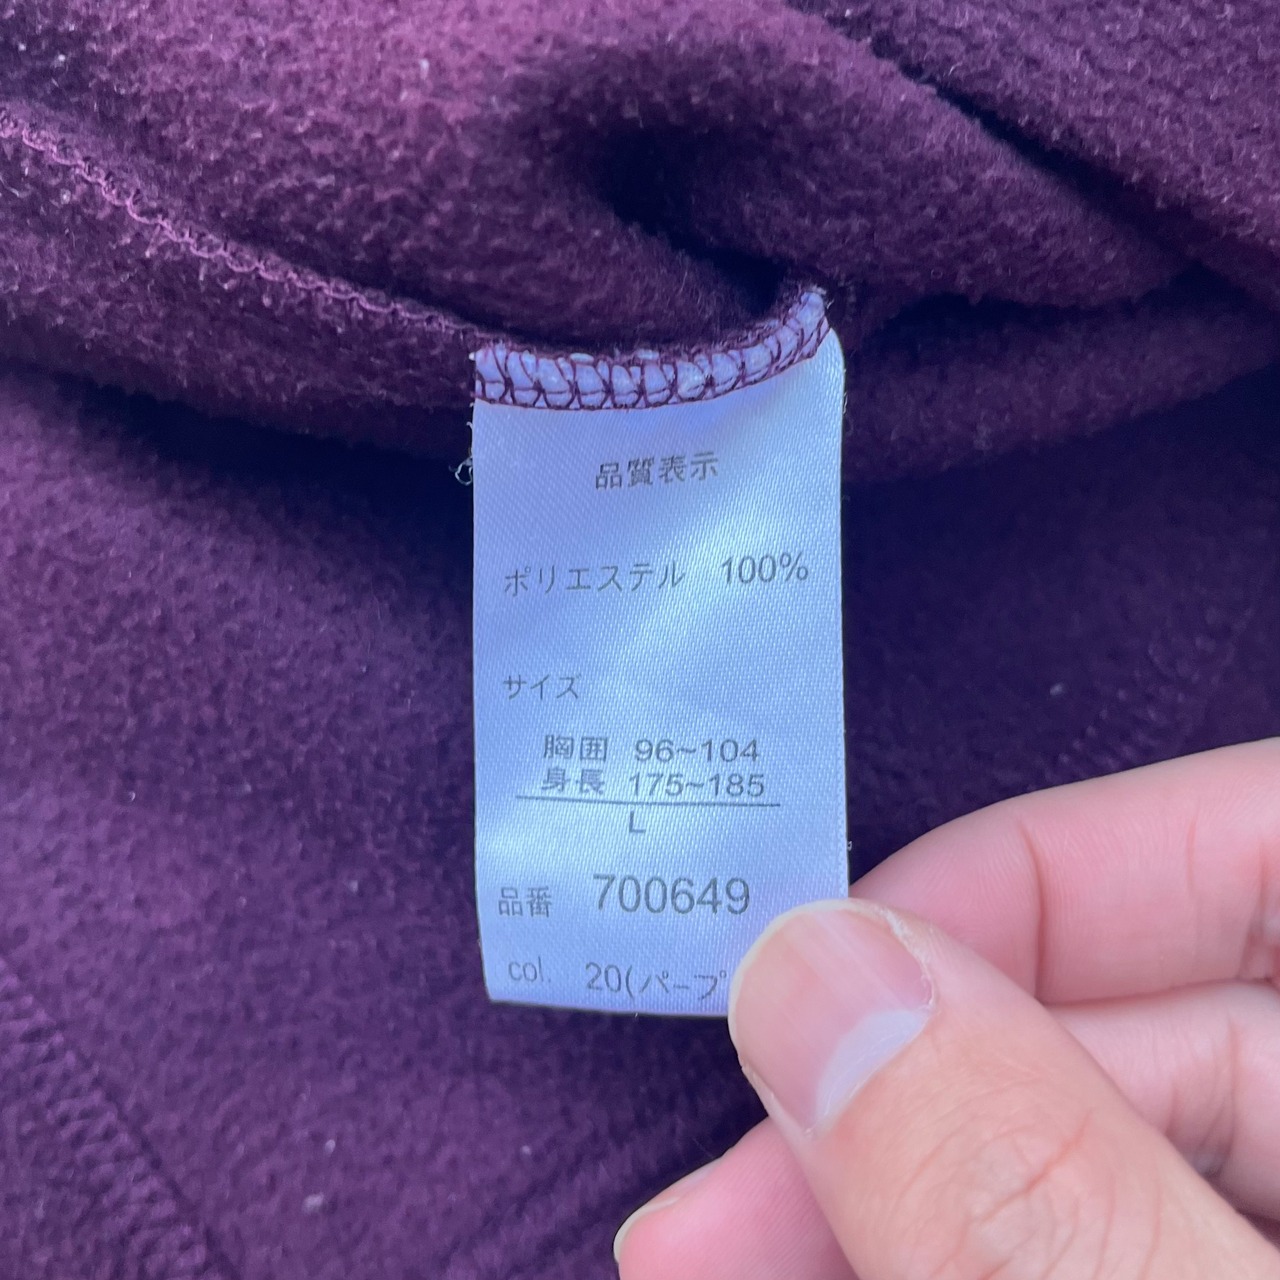 品質表示
ポリエステル 100%
サイズ
胸囲 96~104
身長 175~185
L
品番 700649
col. 20(パープ